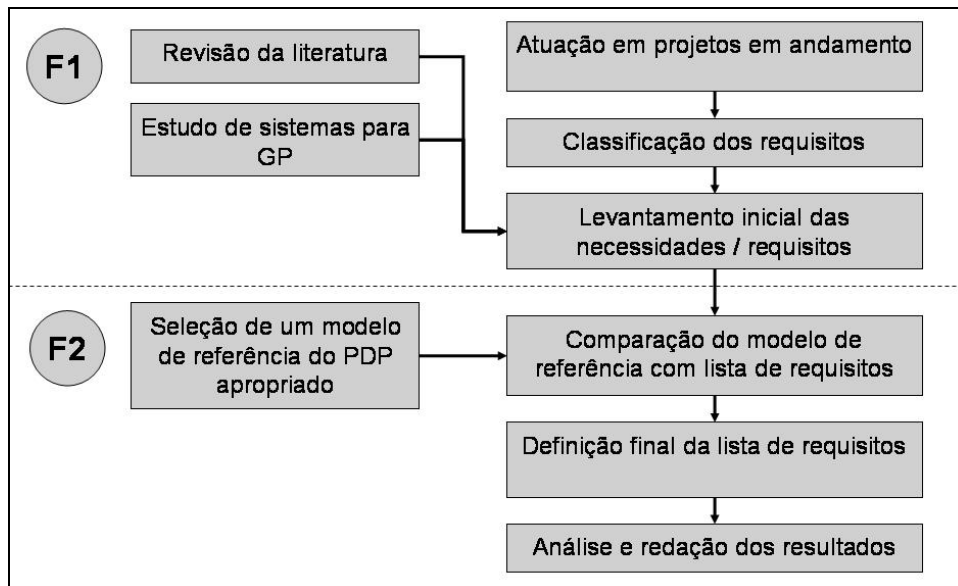 F1
Revisão da literatura
Estudo de sistemas para
GP
Atuação em projetos em andamento
Classificação dos requisitos
Levantamento inicial das
necessidades / requisitos
F2
Seleção de um modelo
de referência do PDP
apropriado
Comparação do modelo de
referência com lista de requisitos
Definição final da lista de requisitos
Análise e redação dos resultados